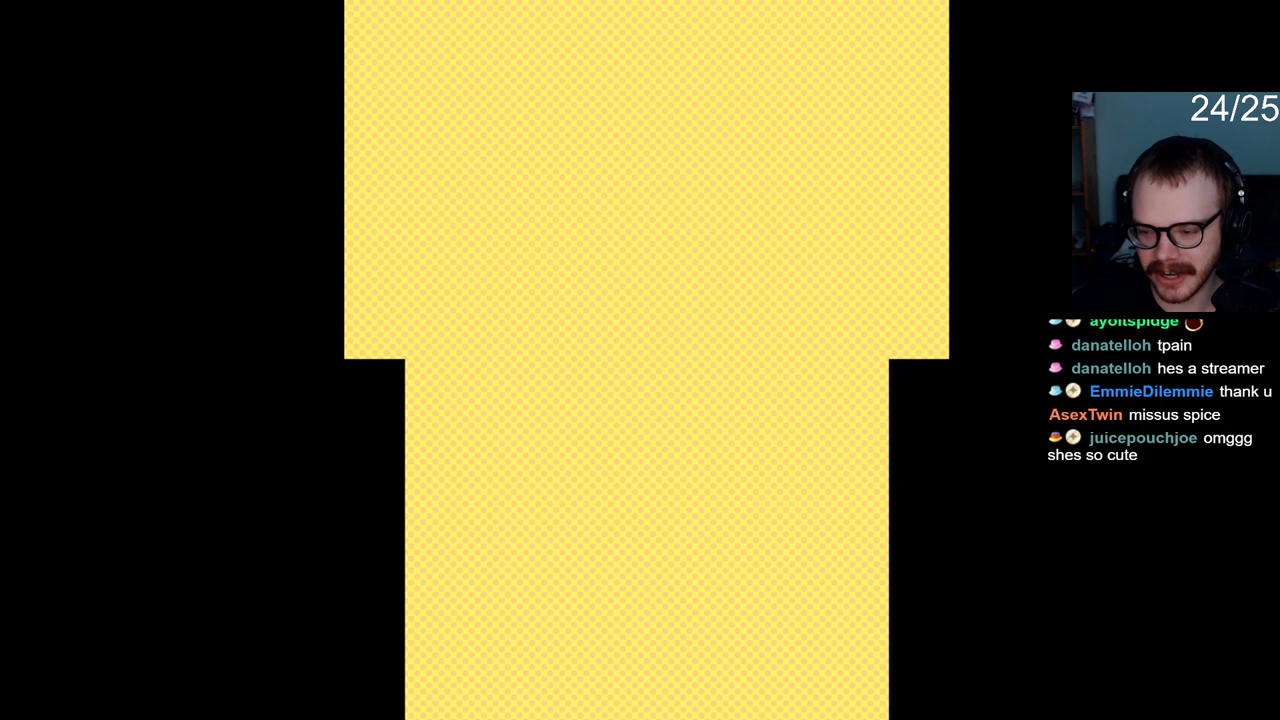 24/25
ayoitspidge
danatelloh tpain
danatelloh hes a streamer
EmmieDilemmie thank u
AsexTwin missus spice
juicepouchjoe omggg
shes so cute